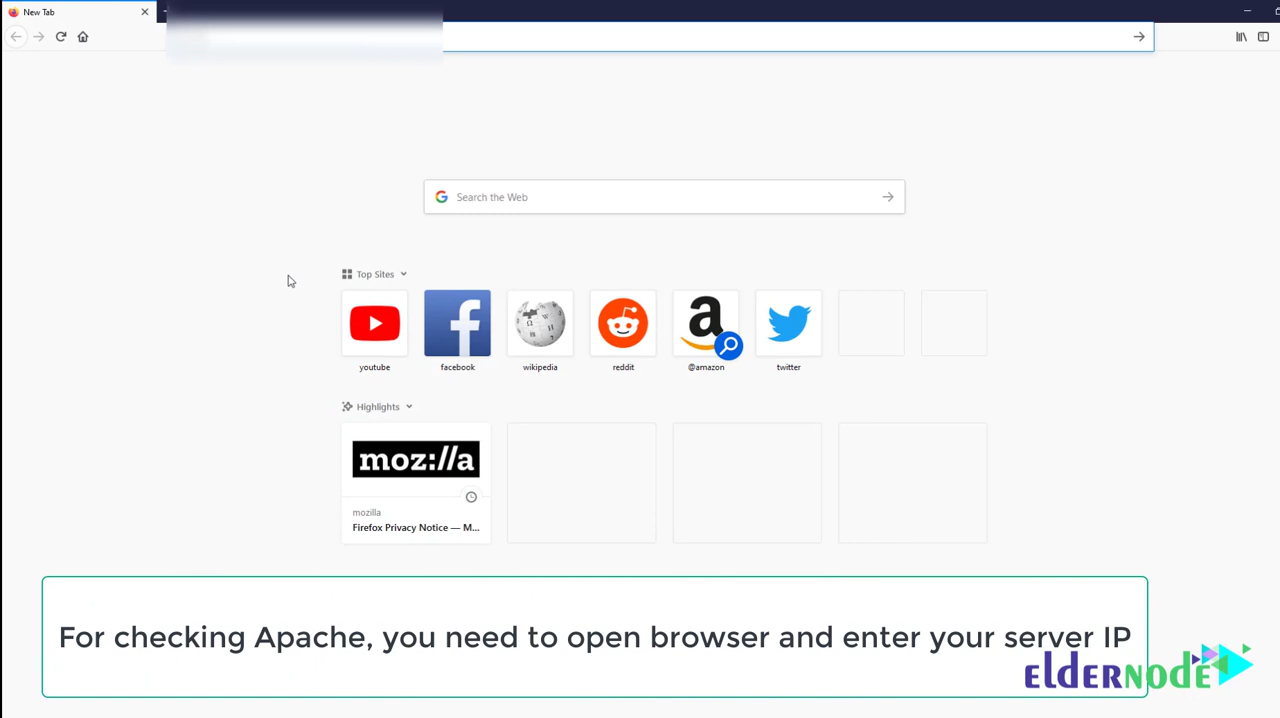 New Tab
Search the Web
Top Sites
youtube
facebook
wikipedia
reddit
@amazon
twitter
Highlights
moz://a
mozilla
Firefox Privacy Notice — M...
For checking Apache, you need to open browser and enter your server IP
ELDERNODE